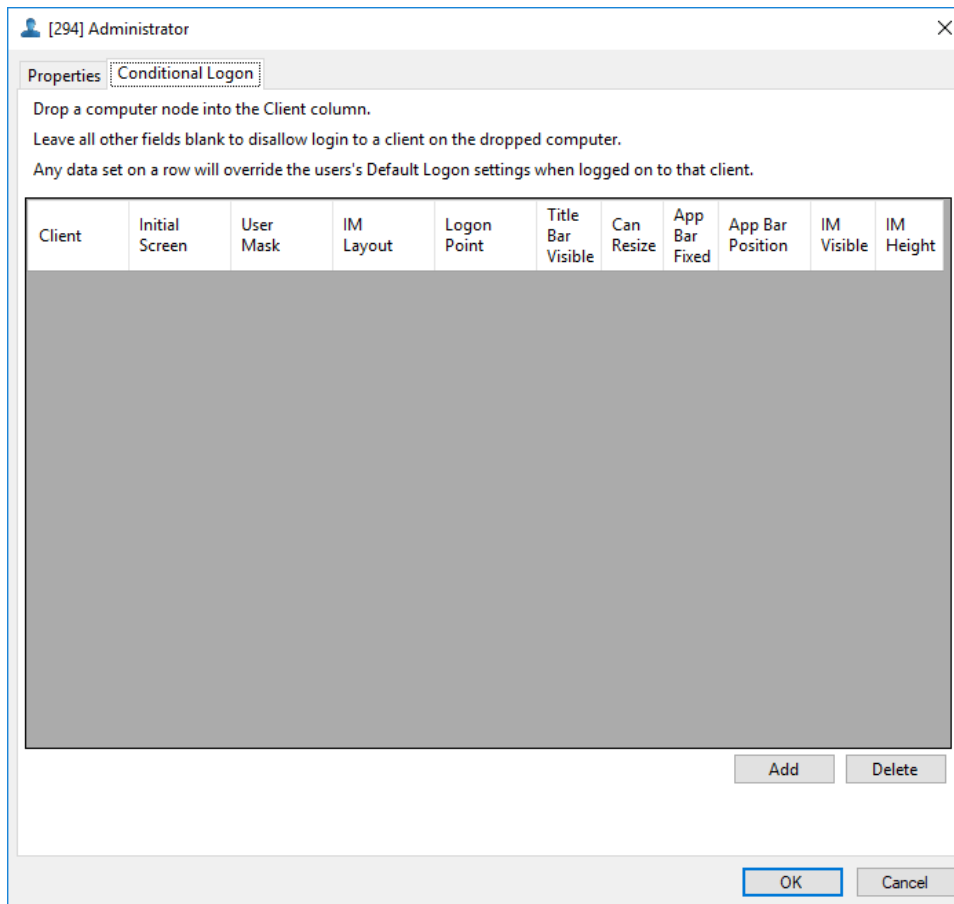 [294] Administrator
Properties
Conditional Logon
Drop a computer node into the Client column.
Leave all other fields blank to disallow login to a client on the dropped computer.
Any data set on a row will override the users's Default Logon settings when logged on to that client.
Client
Initial
Screen
User
Mask
IM
Layout
Logon
Point
Title
Bar
Visible
Can
Resize
App
Bar
Fixed
App Bar
Position
IM
Visible
IM
Height
Add
Delete
OK
Cancel